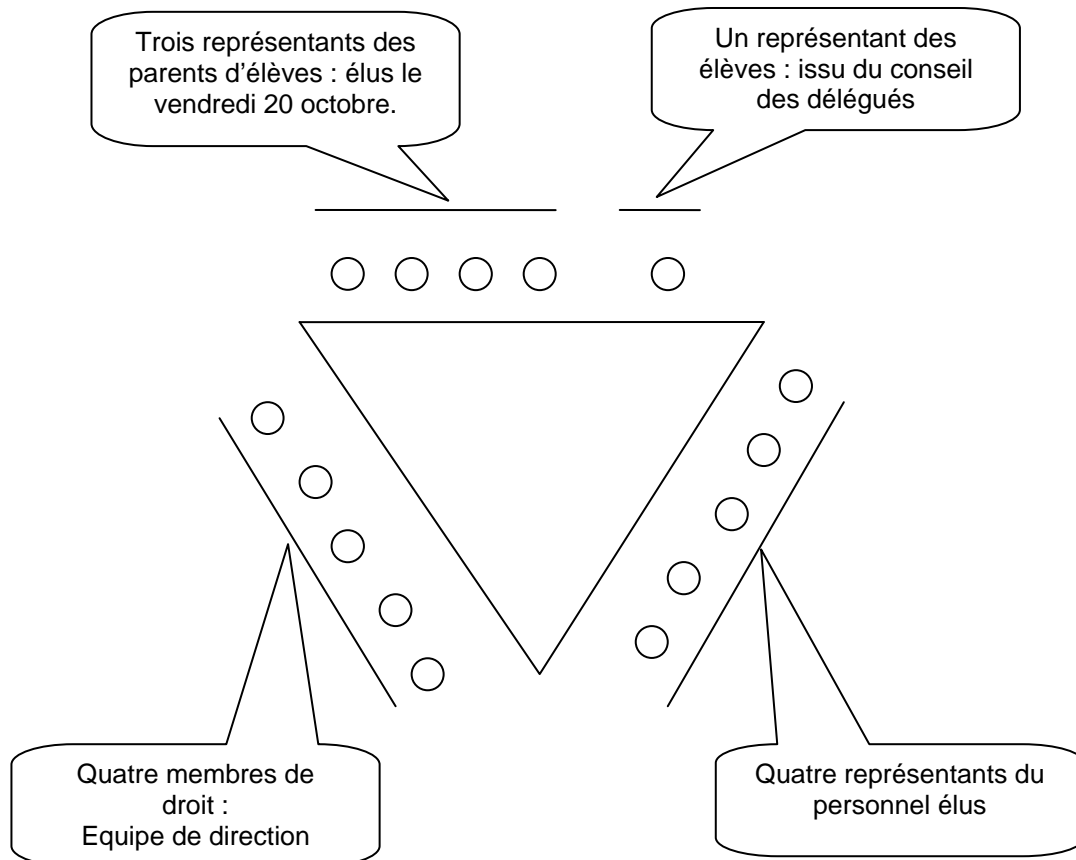 Trois représentants des
parents d'élèves : élus le
vendredi 20 octobre.
Un représentant des
élèves : issu du conseil
des délégués
Quatre membres de
droit :
Equipe de direction
Quatre représentants du
personnel élus